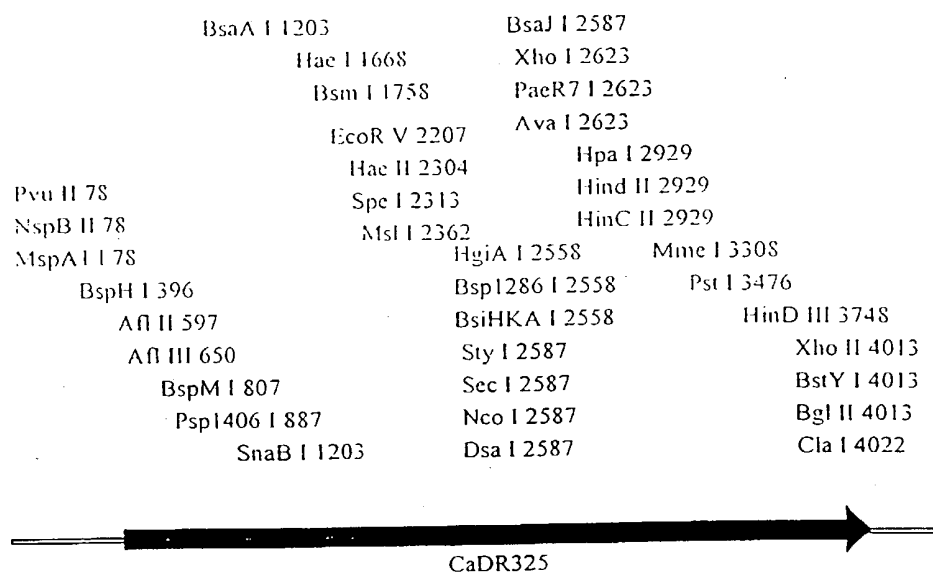 BsaA I 1203
Hae I 1668
Bsm I 1758
EcoR V 2207
Hae II 2304
Spe I 2313
Msl I 2362
Pvu II 78
NspB II 78
MspA1 I 78
BspH I 396
Afl II 597
Afl III 650
BspM I 807
Psp1406 I 887
SnaB I 1203
BsaJ I 2587
Xho I 2623
PaeR7 I 2623
Ava I 2623
Hpa I 2929
Hind II 2929
HinC II 2929
HgiA I 2558
Bsp1286 I 2558
BsiHKA I 2558
Sty I 2587
Sec I 2587
Nco I 2587
Dsa I 2587
Mme I 3308
Pst I 3476
HinD III 3748
Xho II 4013
BstY I 4013
Bgl II 4013
Cla I 4022
CaDR325